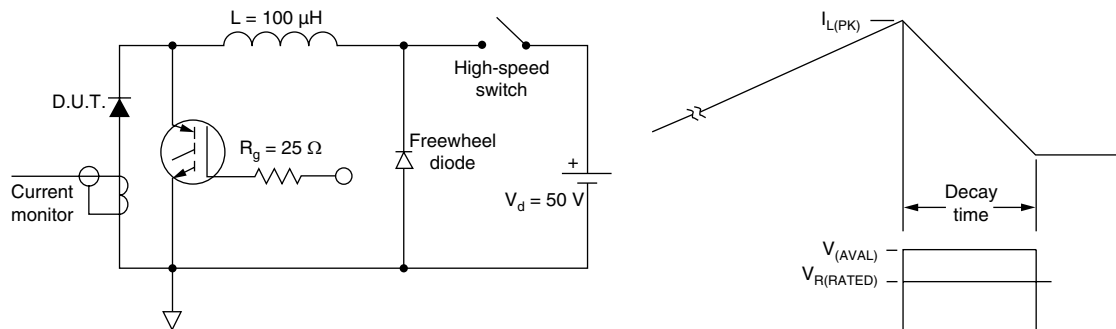 L = 100 μH
I_L(PK)
D.U.T.
High-speed
switch
R_g = 25 Ω
Freewheel
diode
+
V_d = 50 V
Current
monitor
Decay
time
V_(AVAL)
V_R(RATED)